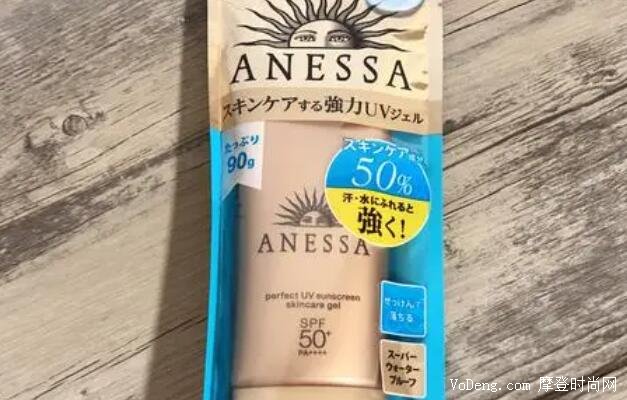 ANESSA
スキンケアする強力UVジェル
たっぷり
90g
スキンケア成分
50%
汗・水にふれると
強く!
ANESSA
perfect UV sunscreen
skincare gel
SPF
50+
PA++++
せっけんで
落ちる
スーパー
ウォーター
プルーフ
VoDeng.com 摩登时尚网